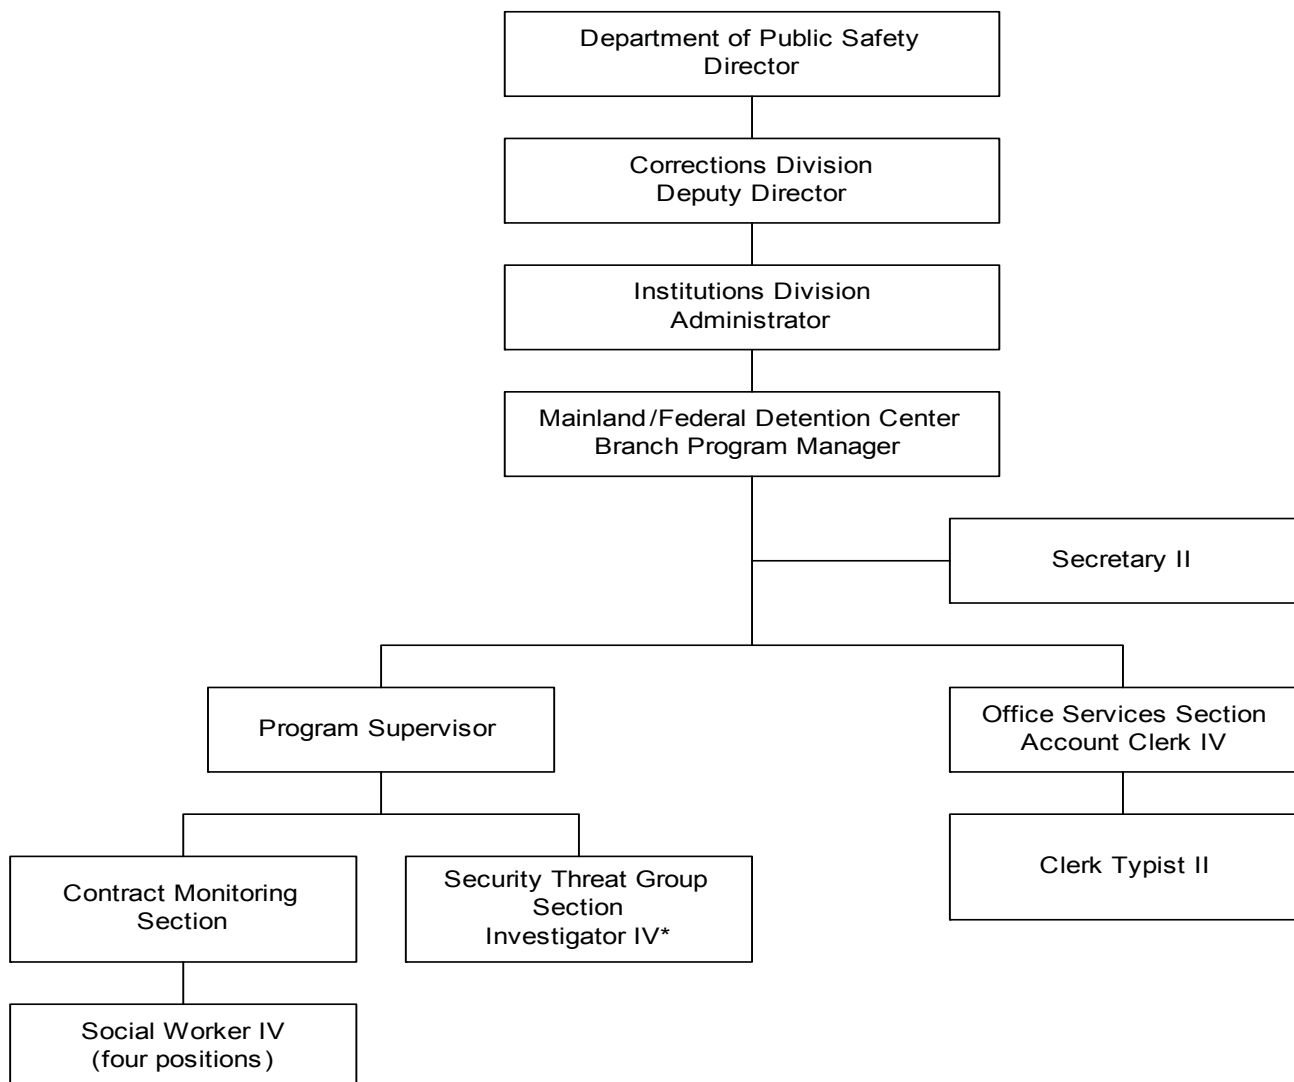 Department of Public Safety
Director
Corrections Division
Deputy Director
Institutions Division
Administrator
Mainland/Federal Detention Center
Branch Program Manager
Secretary II
Program Supervisor
Office Services Section
Account Clerk IV
Contract Monitoring
Section
Security Threat Group
Section
Investigator IV*
Clerk Typist II
Social Worker IV
(four positions)